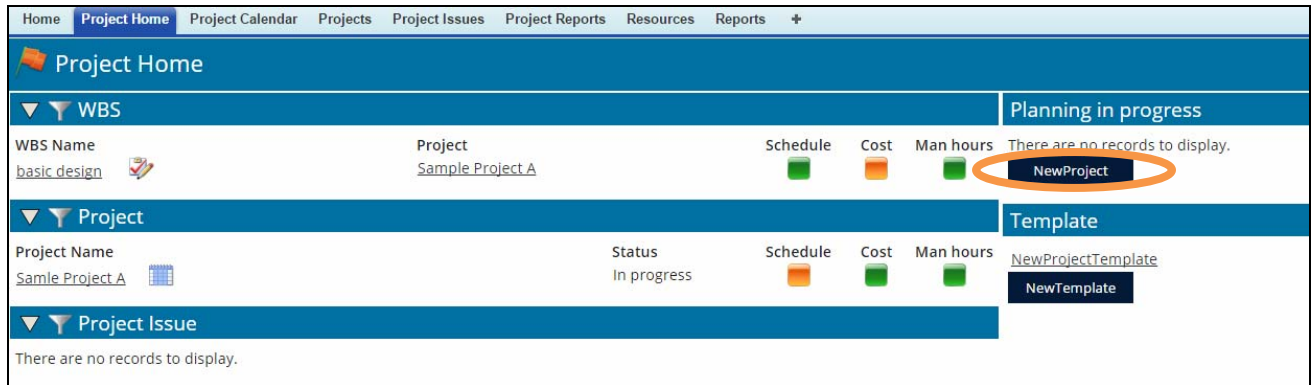 Home Project Home Project Calendar Projects Project Issues Project Reports Resources Reports +
Project Home
WBS
WBS Name Project Schedule Cost Man hours
basic design Sample Project A
Project
Project Name Status Schedule Cost Man hours
Samle Project A In progress
Project Issue
There are no records to display.
Planning in progress
There are no records to display.
NewProject
Template
NewProjectTemplate
NewTemplate